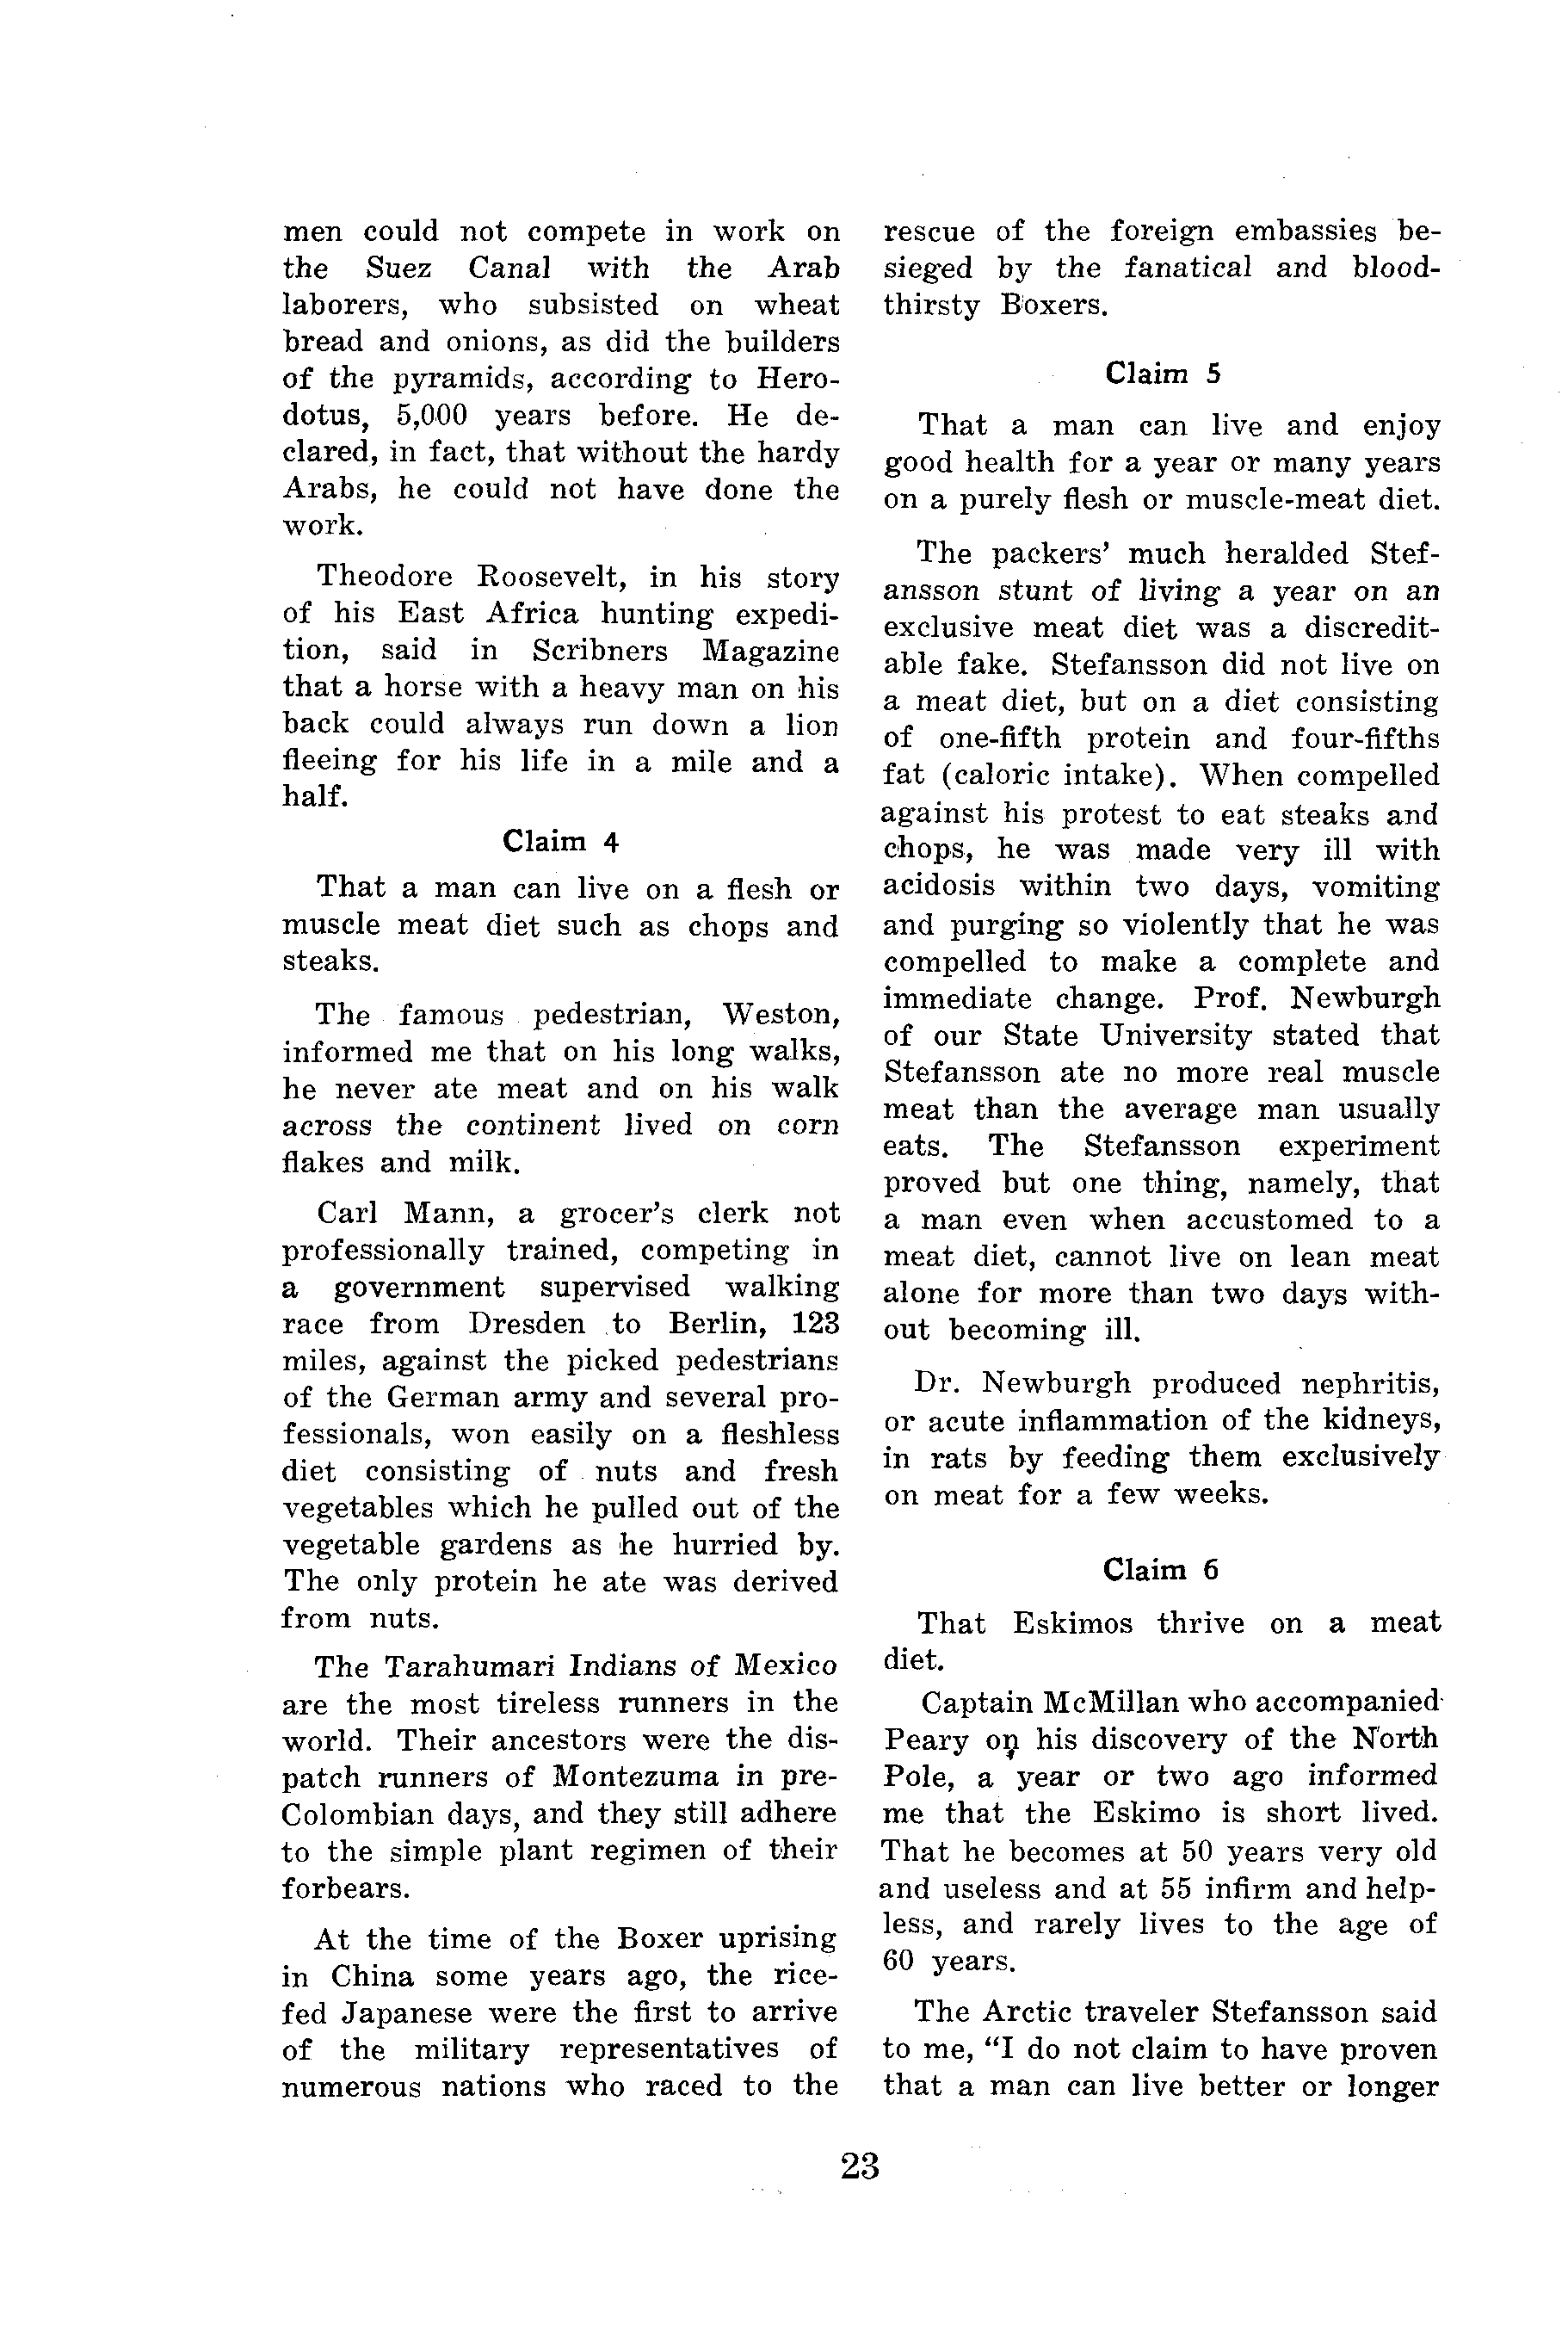 men could not compete in work on
the Suez Canal with the Arab
laborers, who subsisted on wheat
bread and onions, as did the builders
of the pyramids, according to Hero-
dotus, 5,000 years before. He de-
clared, in fact, that without the hardy
Arabs, he could not have done the
work.
Theodore Roosevelt, in his story
of his East Africa hunting expedi-
tion, said in Scribners Magazine
that a horse with a heavy man on his
back could always run down a lion
fleeing for his life in a mile and a
half.
Claim 4
That a man can live on a flesh or
muscle meat diet such as chops and
steaks.
The famous pedestrian, Weston,
informed me that on his long walks,
he never ate meat and on his walk
across the continent lived on corn
flakes and milk.
Carl Mann, a grocer's clerk not
professionally trained, competing in
a government supervised walking
race from Dresden to Berlin, 123
miles, against the picked pedestrians
of the German army and several pro-
fessionals, won easily on a fleshless
diet consisting of nuts and fresh
vegetables which he pulled out of the
vegetable gardens as he hurried by.
The only protein he ate was derived
from nuts.
The Tarahumari Indians of Mexico
are the most tireless runners in the
world. Their ancestors were the dis-
patch runners of Montezuma in pre-
Colombian days, and they still adhere
to the simple plant regimen of their
forbears.
At the time of the Boxer uprising
in China some years ago, the rice-
fed Japanese were the first to arrive
of the military representatives of
numerous nations who raced to the
rescue of the foreign embassies be-
sieged by the fanatical and blood-
thirsty Boxers.
Claim 5
That a man can live and enjoy
good health for a year or many years
on a purely flesh or muscle-meat diet.
The packers' much heralded Stef-
ansson stunt of living a year on an
exclusive meat diet was a discredit-
able fake. Stefansson did not live on
a meat diet, but on a diet consisting
of one-fifth protein and four-fifths
fat (caloric intake). When compelled
against his protest to eat steaks and
chops, he was made very ill with
acidosis within two days, vomiting
and purging so violently that he was
compelled to make a complete and
immediate change. Prof. Newburgh
of our State University stated that
Stefansson ate no more real muscle
meat than the average man usually
eats. The Stefansson experiment
proved but one thing, namely, that
a man even when accustomed to a
meat diet, cannot live on lean meat
alone for more than two days with-
out becoming ill.
Dr. Newburgh produced nephritis,
or acute inflammation of the kidneys,
in rats by feeding them exclusively
on meat for a few weeks.
Claim 6
That Eskimos thrive on a meat
diet.
Captain McMillan who accompanied
Peary on his discovery of the North
Pole, a year or two ago informed
me that the Eskimo is short lived.
That he becomes at 50 years very old
and useless and at 55 infirm and help-
less, and rarely lives to the age of
60 years.
The Arctic traveler Stefansson said
to me, "I do not claim to have proven
that a man can live better or longer
23